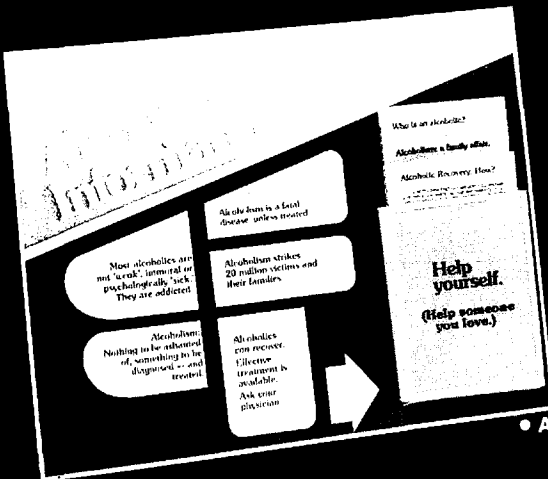 Who is an alcoholic?
Alcoholism: a family affair.
Alcoholic Recovery. How?
Alcoholism is a fatal
disease unless treated
Most alcoholics are
not 'weak', immoral or
psychologically 'sick'.
They are addicted.
Alcoholism strikes
20 million victims and
their families
Alcoholism:
Nothing to be ashamed
of, something to be
diagnosed -- and
treated.
Alcoholics
can recover.
Effective
treatment is
available.
Ask your
physician
Help
yourself.
(Help someone
you love.)
• A